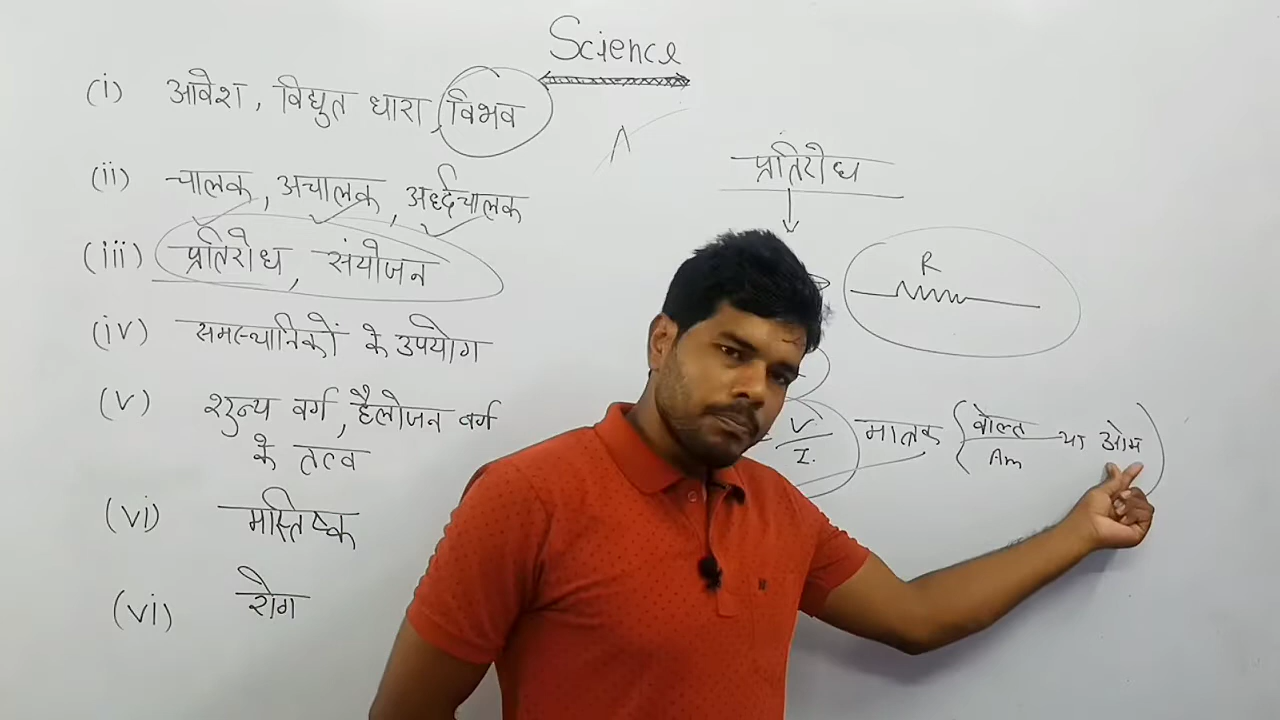 Science
(i) आवेश, विद्युत धारा, विभव
(ii) चालक, अचालक, अर्द्धचालक
(iii) प्रतिरोध, संयोजन
(iv) समस्थानिकों के उपयोग
(v) शुन्य वर्ग, हैलोजन वर्ग
के तत्व
(vi) मस्तिष्क
(vi) रोग
प्रतिरोध
R
V/I. मात्रक (वोल्ट/Am या ओम)